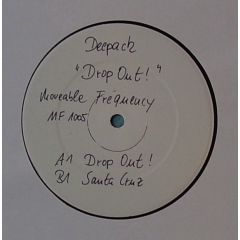 Deepack
"Drop Out!"
Moveable Frequency
MF 1005
A1 Drop Out!
B1 Santa Cruz